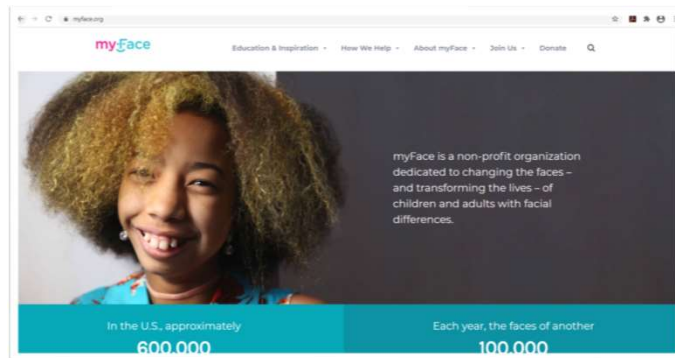 myface.org
myFace
Education & Inspiration How We Help About myFace Join Us Donate
myFace is a non-profit organization
dedicated to changing the faces –
and transforming the lives – of
children and adults with facial
differences.
In the U.S., approximately
600,000
Each year, the faces of another
100,000